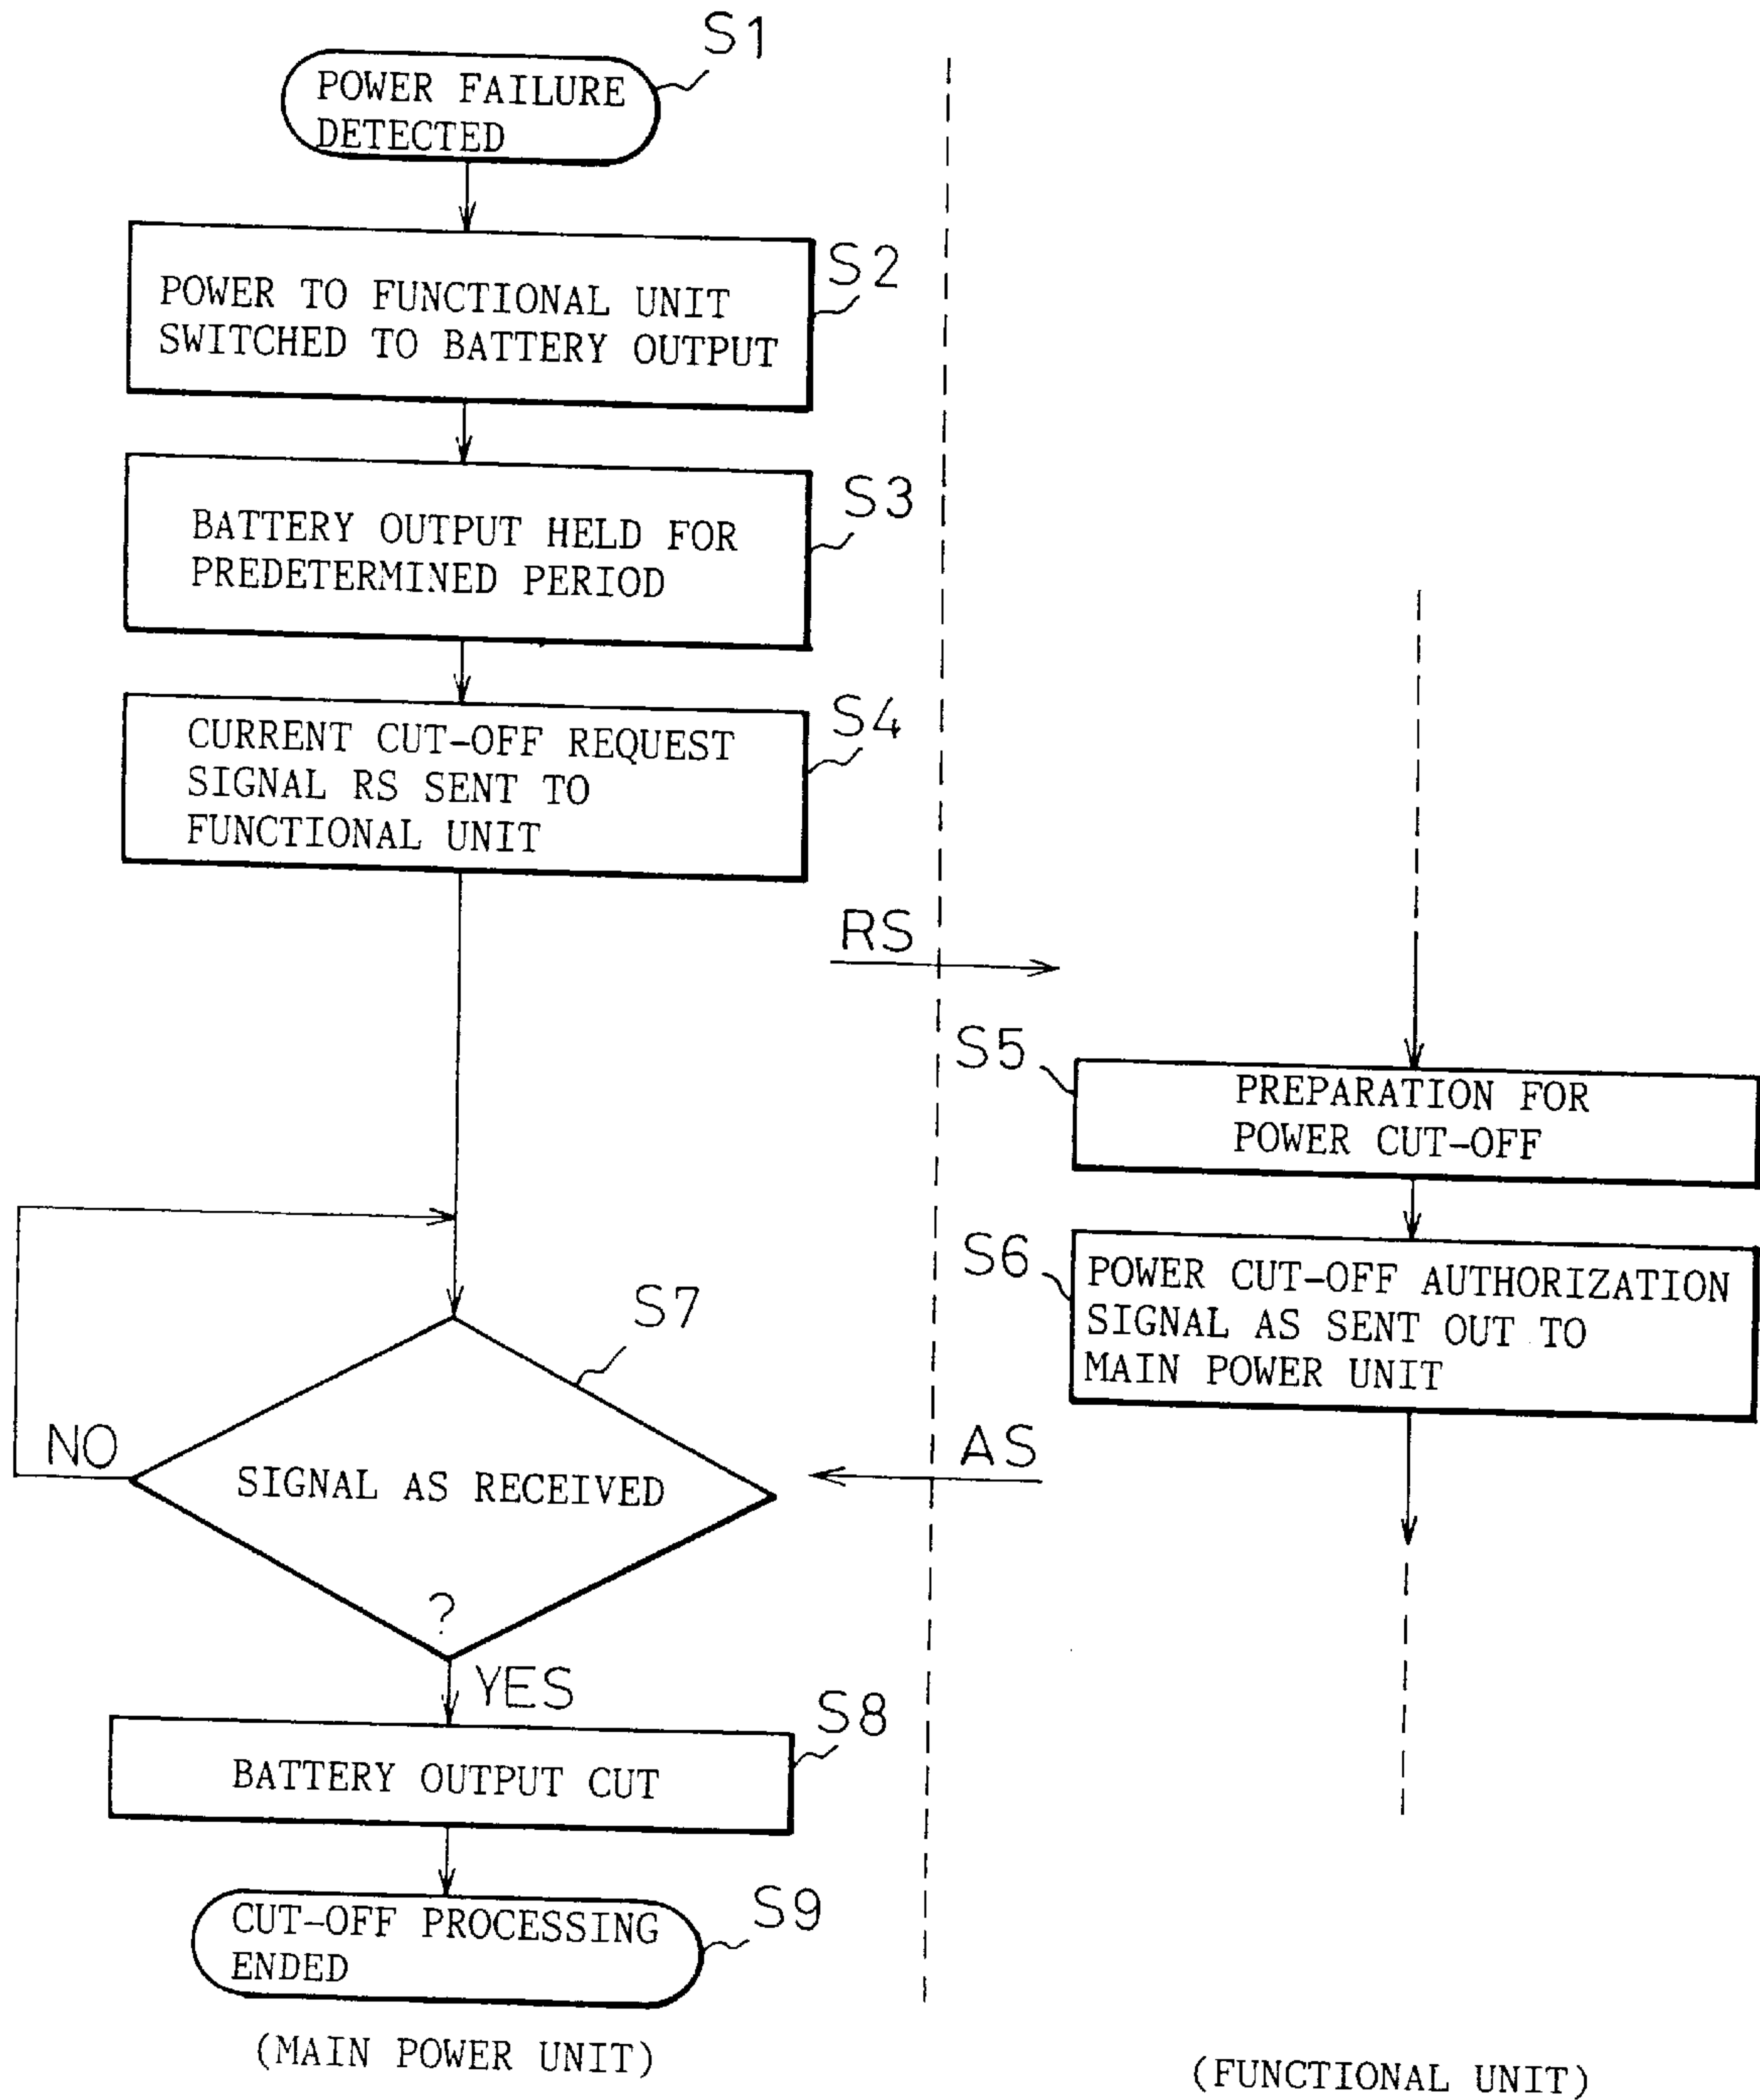 S1
POWER FAILURE
DETECTED
S2
POWER TO FUNCTIONAL UNIT
SWITCHED TO BATTERY OUTPUT
S3
BATTERY OUTPUT HELD FOR
PREDETERMINED PERIOD
S4
CURRENT CUT-OFF REQUEST
SIGNAL RS SENT TO
FUNCTIONAL UNIT
RS
S5
PREPARATION FOR
POWER CUT-OFF
S6
POWER CUT-OFF AUTHORIZATION
SIGNAL AS SENT OUT TO
MAIN POWER UNIT
S7
NO
SIGNAL AS RECEIVED
?
AS
YES
S8
BATTERY OUTPUT CUT
S9
CUT-OFF PROCESSING
ENDED
(MAIN POWER UNIT)
(FUNCTIONAL UNIT)